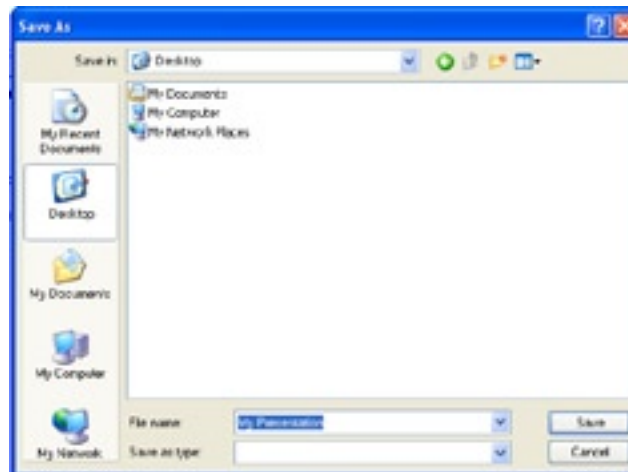 Save As
Save in: Desktop
My Documents
My Computer
My Network Places
My Recent
Documents
Desktop
My Documents
My Computer
My Network
File name: My Presentation Save
Save as type: Cancel